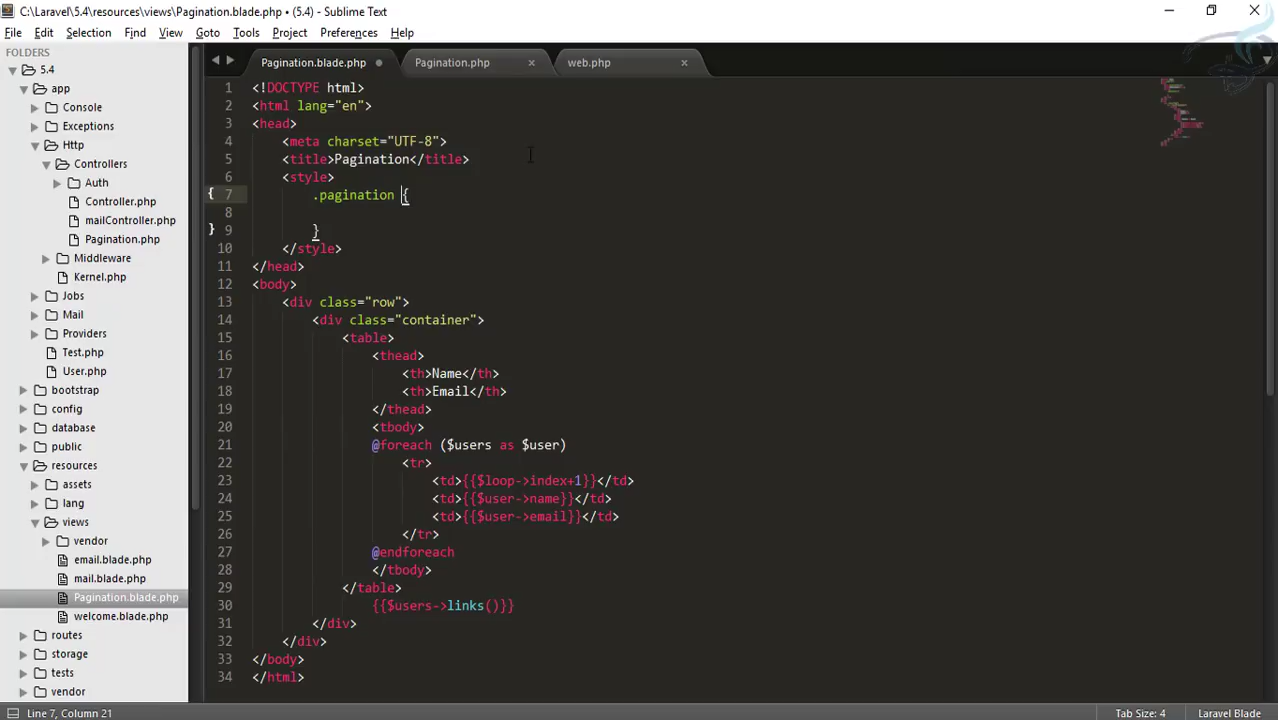 C:\Laravel\5.4\resources\views\Pagination.blade.php • (5.4) - Sublime Text
File Edit Selection Find View Goto Tools Project Preferences Help
FOLDERS
5.4
app
Console
Exceptions
Http
Controllers
Auth
Controller.php
mailController.php
Pagination.php
Middleware
Kernel.php
Jobs
Mail
Providers
Test.php
User.php
bootstrap
config
database
public
resources
assets
lang
views
vendor
email.blade.php
mail.blade.php
Pagination.blade.php
welcome.blade.php
routes
storage
tests
vendor
Pagination.blade.php Pagination.php web.php
1 <!DOCTYPE html>
2 <html lang="en">
3 <head>
4 <meta charset="UTF-8">
5 <title>Pagination</title>
6 <style>
{ 7 .pagination {
8
} 9 }
10 </style>
11 </head>
12 <body>
13 <div class="row">
14 <div class="container">
15 <table>
16 <thead>
17 <th>Name</th>
18 <th>Email</th>
19 </thead>
20 <tbody>
21 @foreach ($users as $user)
22 <tr>
23 <td>{{$loop->index+1}}</td>
24 <td>{{$user->name}}</td>
25 <td>{{$user->email}}</td>
26 </tr>
27 @endforeach
28 </tbody>
29 </table>
30 {{$users->links()}}
31 </div>
32 </div>
33 </body>
34 </html>
Line 7, Column 21 Tab Size: 4 Laravel Blade